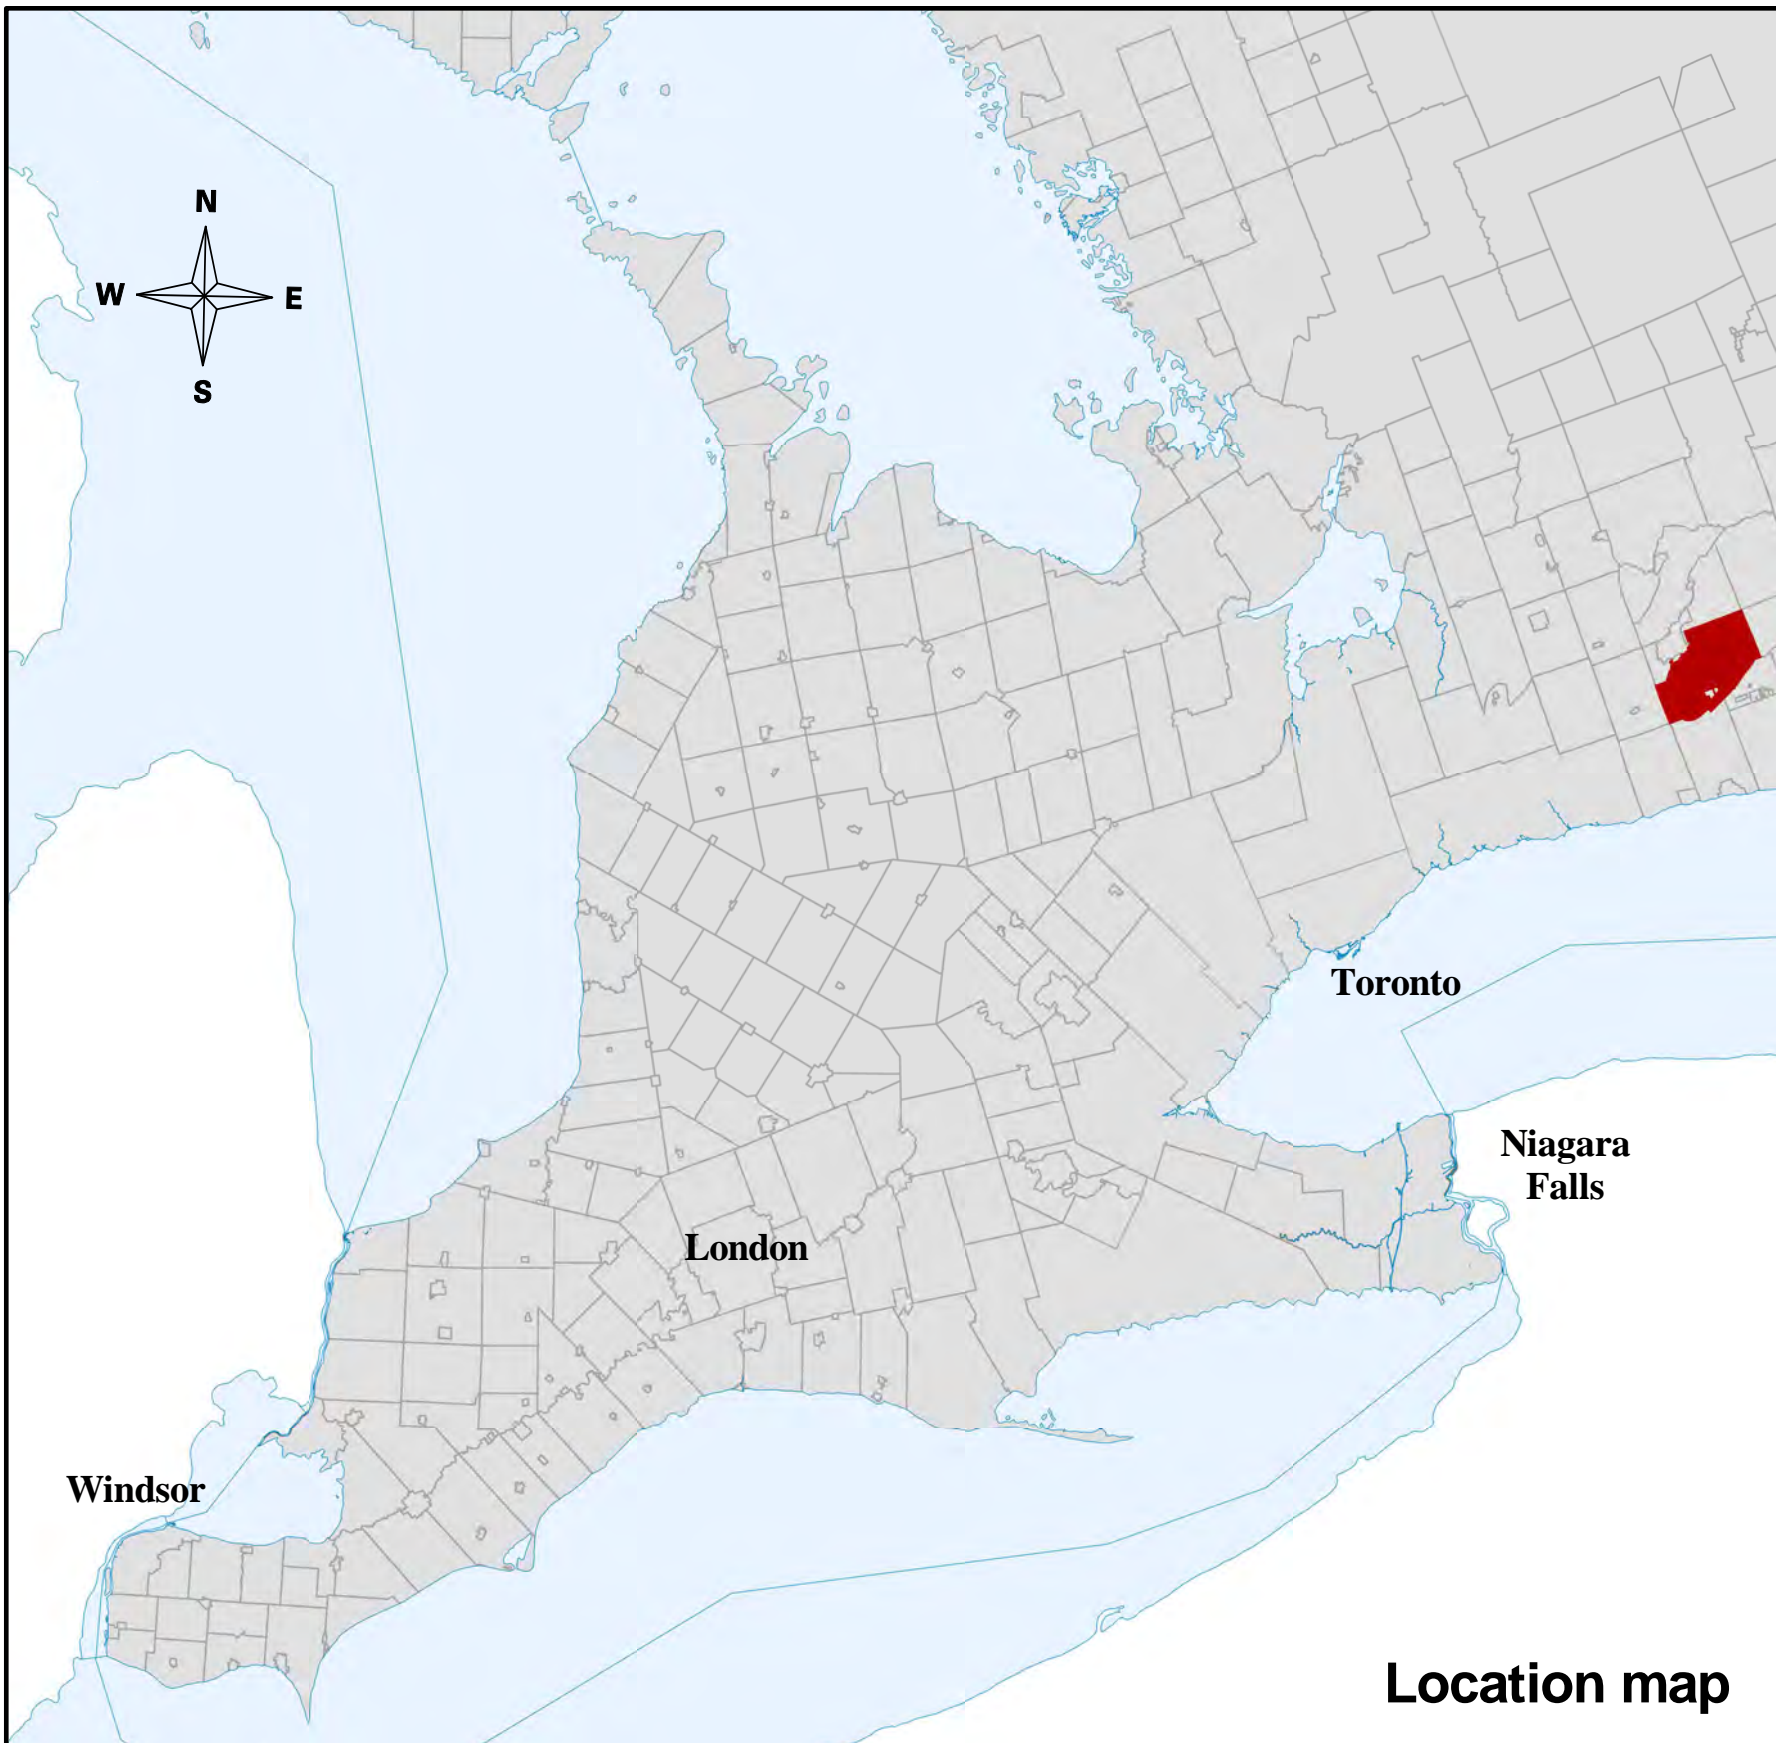 N
W E
S
Toronto
Niagara
Falls
London
Windsor
Location map